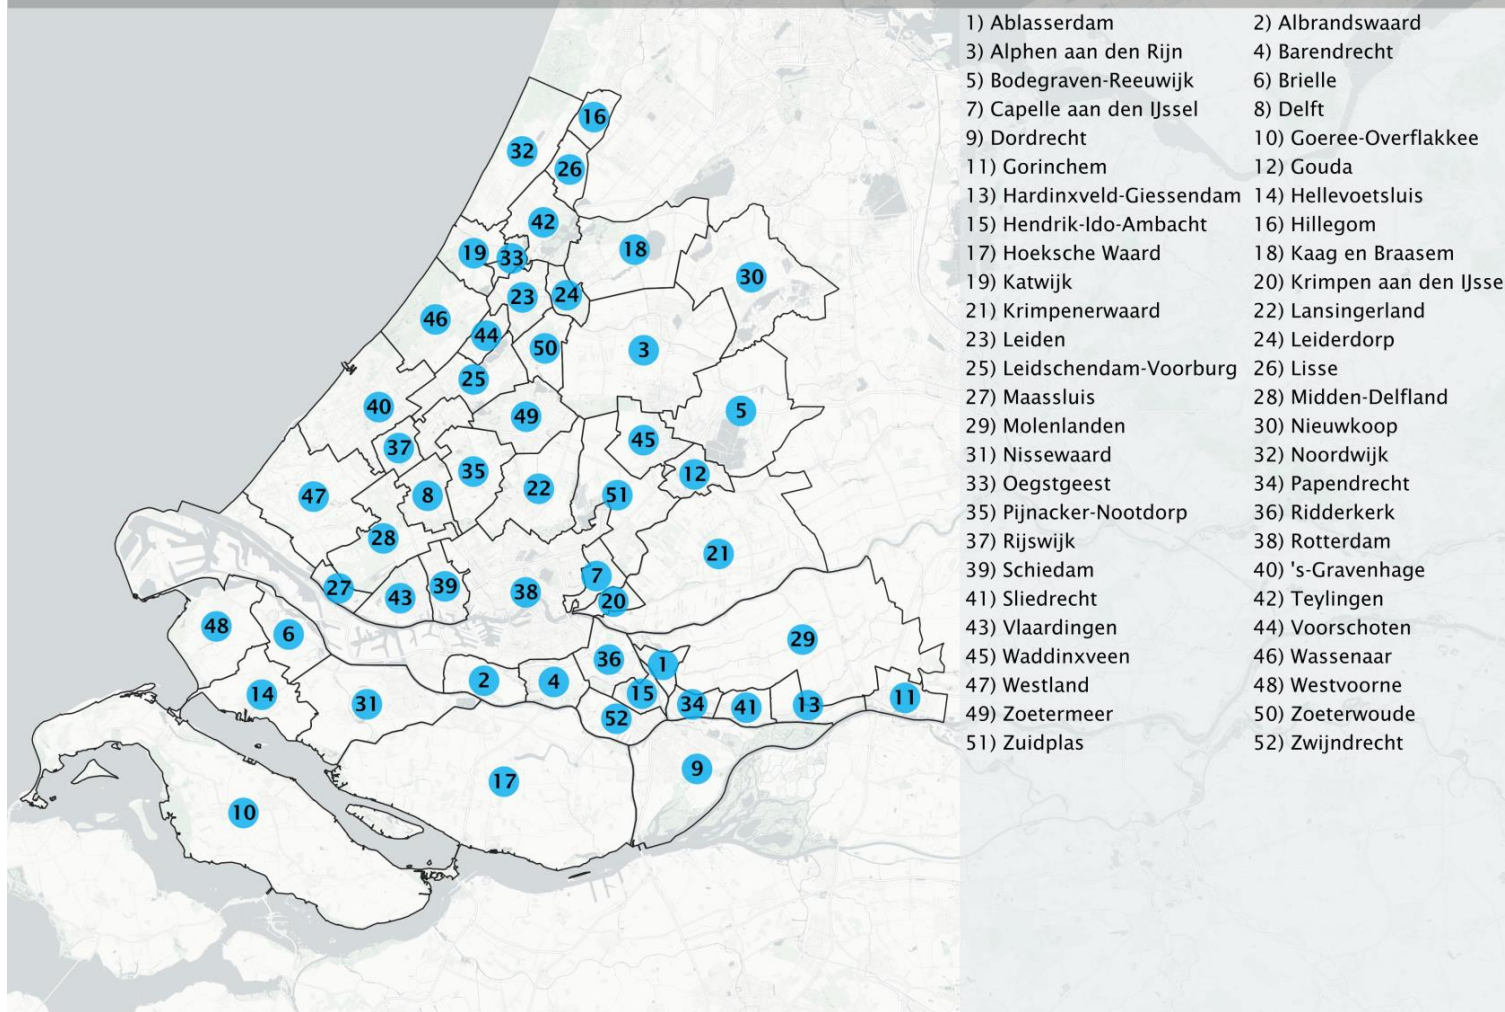 1) Ablasserdam 2) Albrandswaard
3) Alphen aan den Rijn 4) Barendrecht
5) Bodegraven-Reeuwijk 6) Brielle
7) Capelle aan den IJssel 8) Delft
9) Dordrecht 10) Goeree-Overflakkee
11) Gorinchem 12) Gouda
13) Hardinxveld-Giessendam 14) Hellevoetsluis
15) Hendrik-Ido-Ambacht 16) Hillegom
17) Hoeksche Waard 18) Kaag en Braasem
19) Katwijk 20) Krimpen aan den IJsse
21) Krimpenerwaard 22) Lansingerland
23) Leiden 24) Leiderdorp
25) Leidschendam-Voorburg 26) Lisse
27) Maassluis 28) Midden-Delfland
29) Molenlanden 30) Nieuwkoop
31) Nissewaard 32) Noordwijk
33) Oegstgeest 34) Papendrecht
35) Pijnacker-Nootdorp 36) Ridderkerk
37) Rijswijk 38) Rotterdam
39) Schiedam 40) 's-Gravenhage
41) Sliedrecht 42) Teylingen
43) Vlaardingen 44) Voorschoten
45) Waddinxveen 46) Wassenaar
47) Westland 48) Westvoorne
49) Zoetermeer 50) Zoeterwoude
51) Zuidplas 52) Zwijndrecht
16
32
26
42
19
33
18
30
23
24
46
44
50
3
25
40
49
5
37
45
35
12
8
22
51
47
28
21
7
27
43
39
38
20
48
6
29
36
1
2
4
14
31
15
34
41
13
11
52
9
17
10